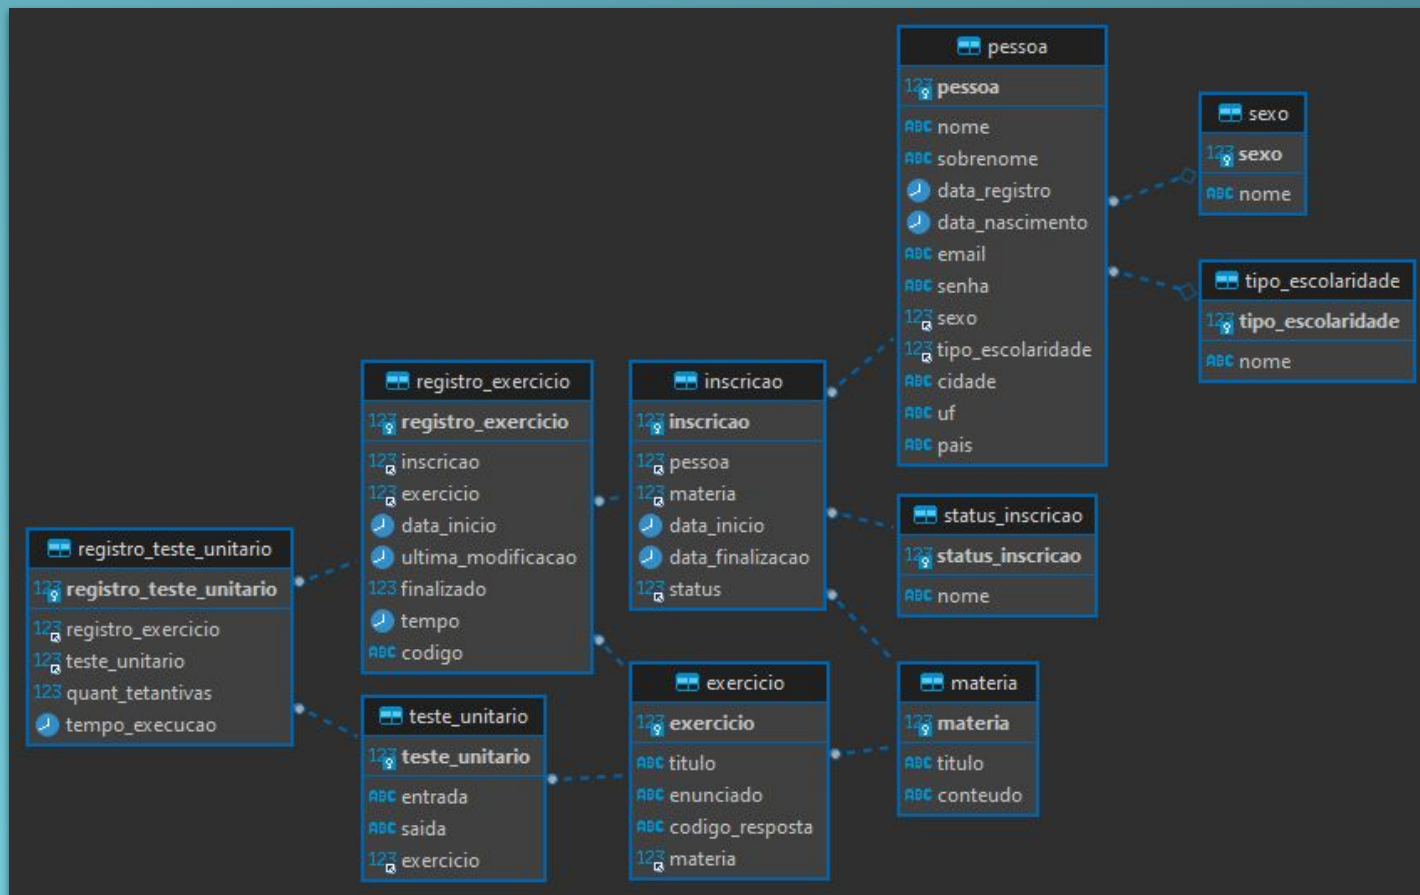 pessoa
pessoa
nome
sobrenome
data_registro
data_nascimento
email
senha
sexo
tipo_escolaridade
cidade
uf
pais
sexo
sexo
nome
tipo_escolaridade
tipo_escolaridade
nome
registro_exercicio
registro_exercicio
inscricao
exercicio
data_inicio
ultima_modificacao
finalizado
tempo
codigo
inscricao
inscricao
pessoa
materia
data_inicio
data_finalizacao
status
status_inscricao
status_inscricao
nome
registro_teste_unitario
registro_teste_unitario
registro_exercicio
teste_unitario
quant_tetantivas
tempo_execucao
teste_unitario
teste_unitario
entrada
saida
exercicio
exercicio
exercicio
titulo
enunciado
codigo_resposta
materia
materia
materia
titulo
conteudo